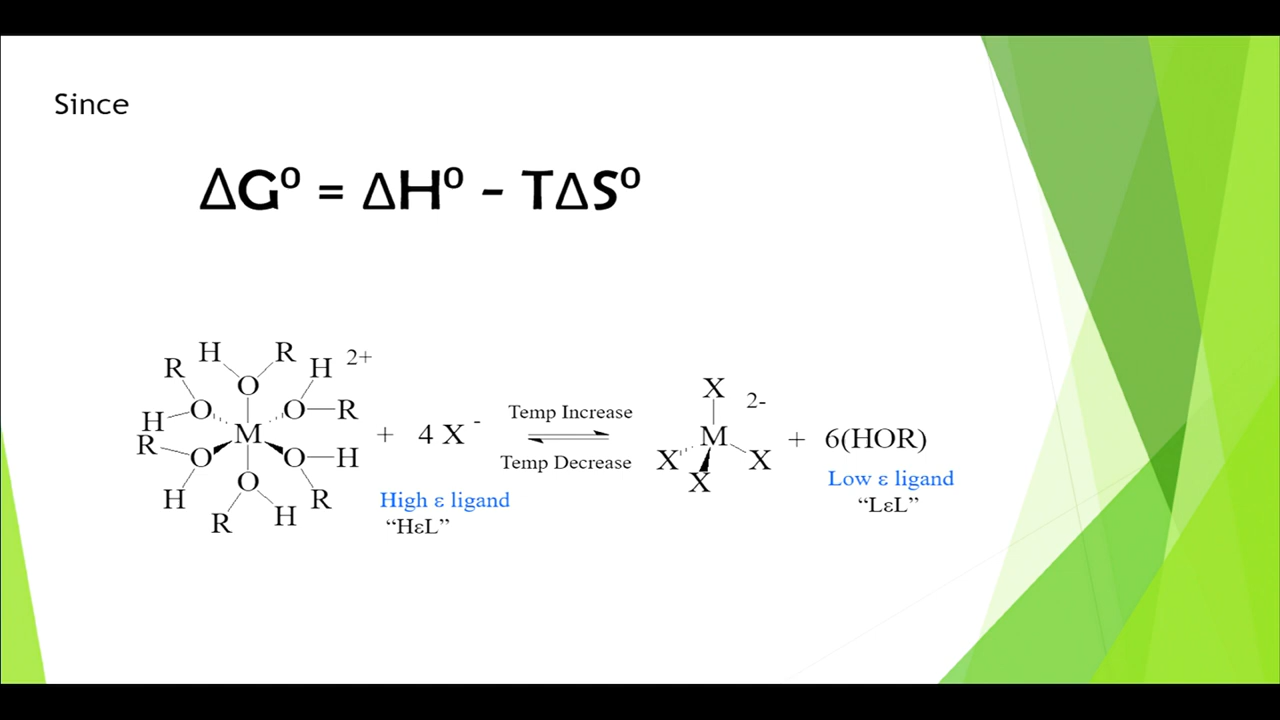 Since
ΔG⁰ = ΔH⁰ - TΔS⁰
H R 2+
R H
O
O O—R
H
R M + 4 X⁻
O O—H
H O R
R H
High ε ligand
“HεL”
Temp Increase
Temp Decrease
X 2-
M + 6(HOR)
X X
X
Low ε ligand
“LεL”